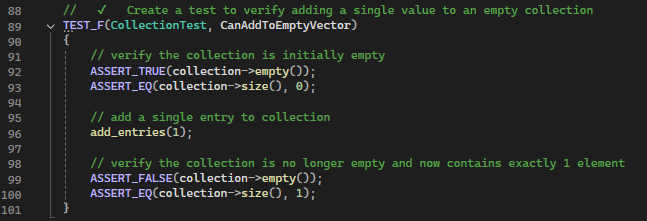 88 // ✓ Create a test to verify adding a single value to an empty collection
89 TEST_F(CollectionTest, CanAddToEmptyVector)
90 {
91 // verify the collection is initially empty
92 ASSERT_TRUE(collection->empty());
93 ASSERT_EQ(collection->size(), 0);
94
95 // add a single entry to collection
96 add_entries(1);
97
98 // verify the collection is no longer empty and now contains exactly 1 element
99 ASSERT_FALSE(collection->empty());
100 ASSERT_EQ(collection->size(), 1);
101 }